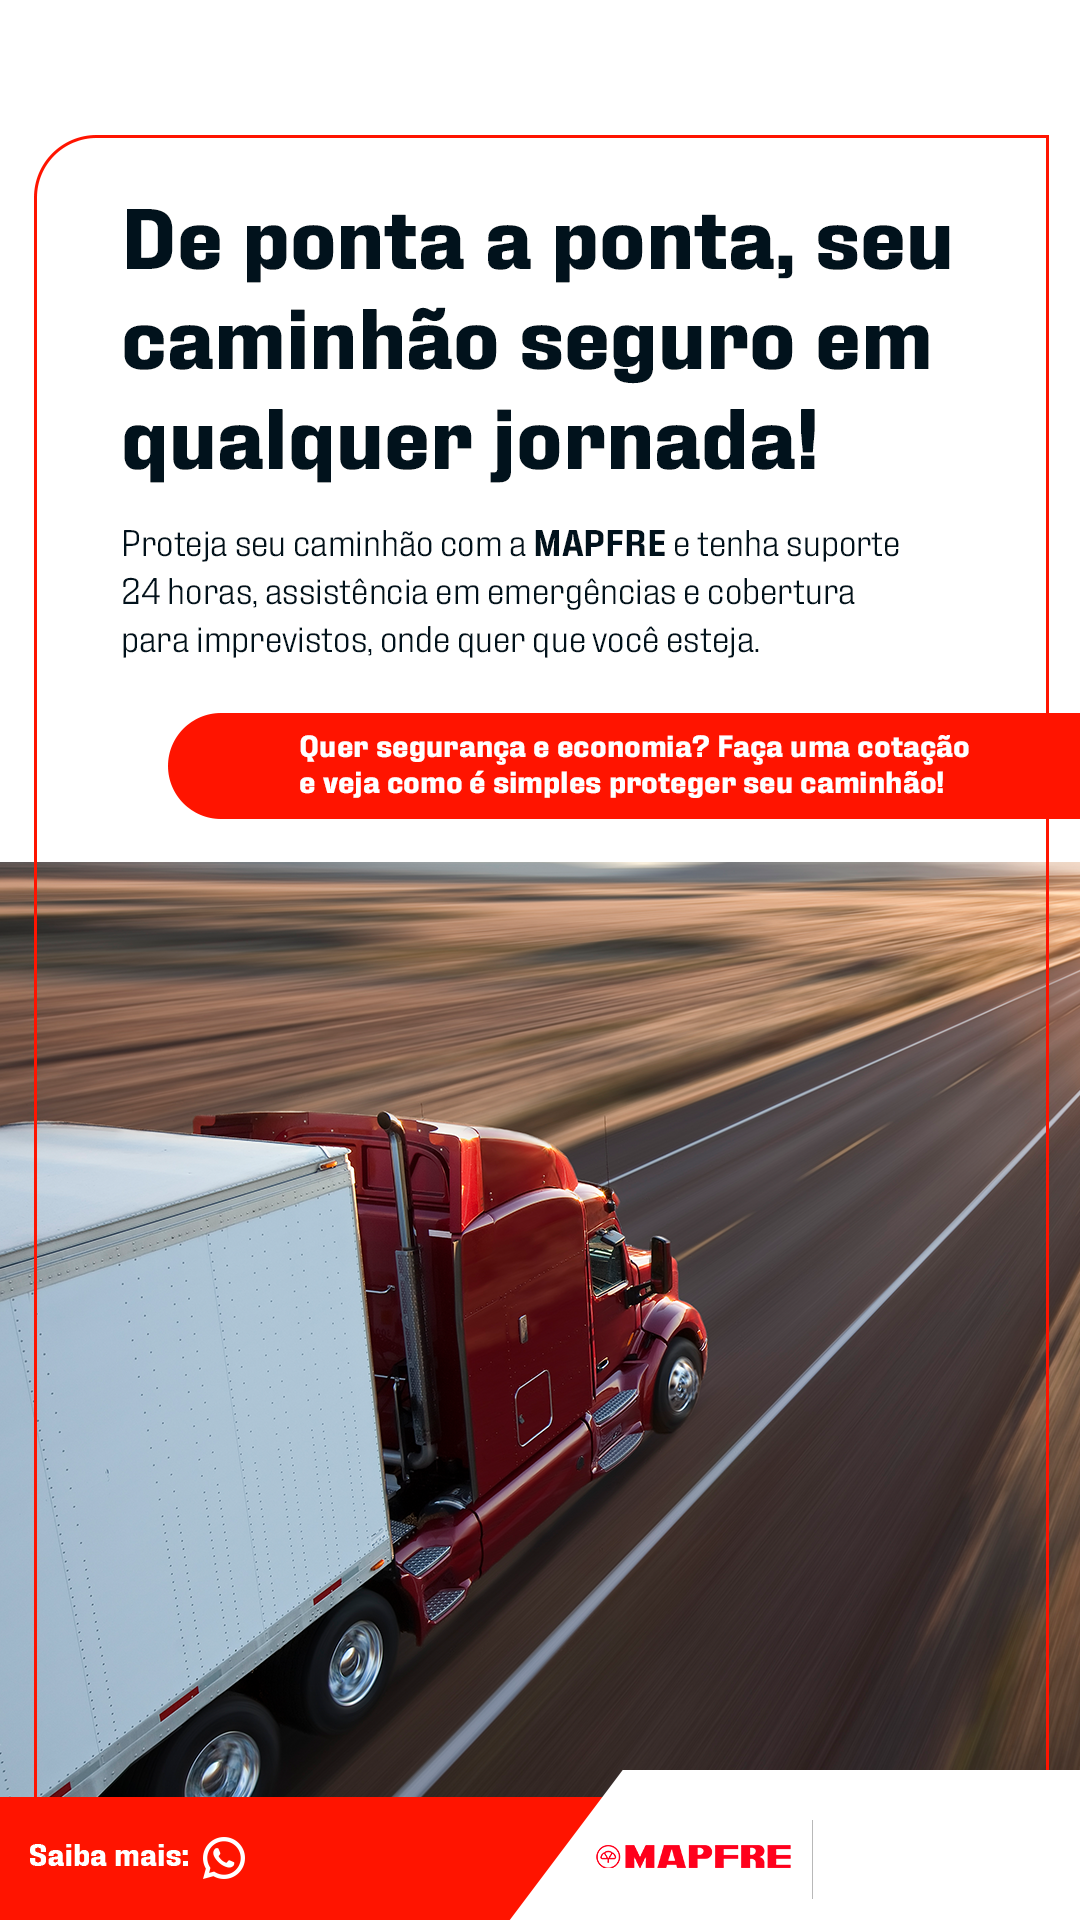 De ponta a ponta, seu
caminhão seguro em
qualquer jornada!
Proteja seu caminhão com a MAPFRE e tenha suporte
24 horas, assistência em emergências e cobertura
para imprevistos, onde quer que você esteja.
Quer segurança e economia? Faça uma cotação
e veja como é simples proteger seu caminhão!
Saiba mais:
MAPFRE